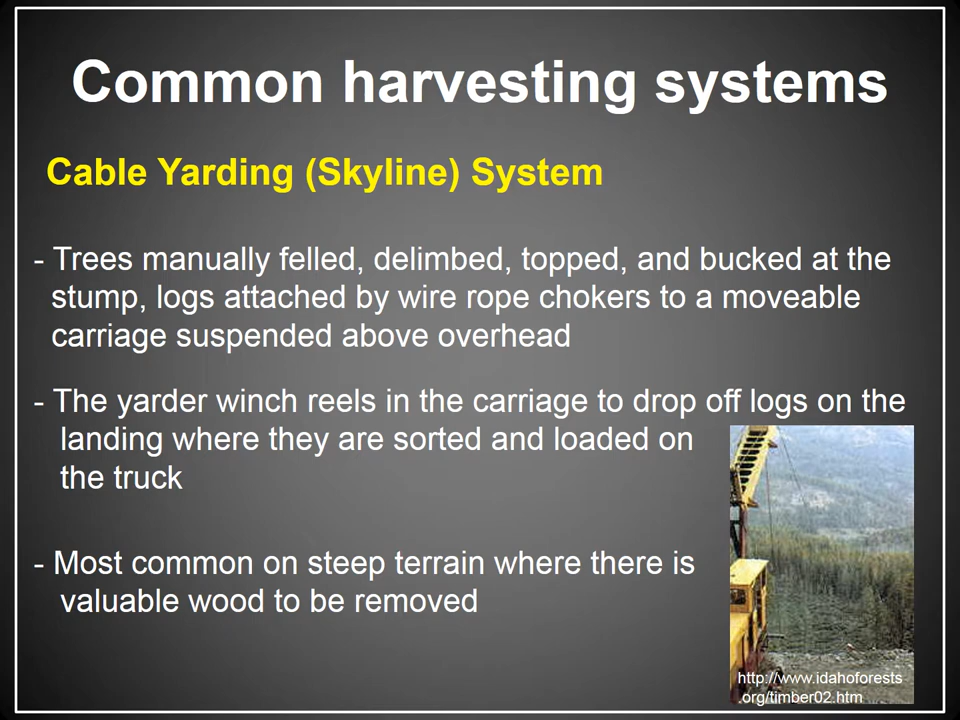 Common harvesting systems
Cable Yarding (Skyline) System
- Trees manually felled, delimbed, topped, and bucked at the
stump, logs attached by wire rope chokers to a moveable
carriage suspended above overhead
- The yarder winch reels in the carriage to drop off logs on the
landing where they are sorted and loaded on
the truck
- Most common on steep terrain where there is
valuable wood to be removed
http://www.idahoforests
.org/timber02.htm